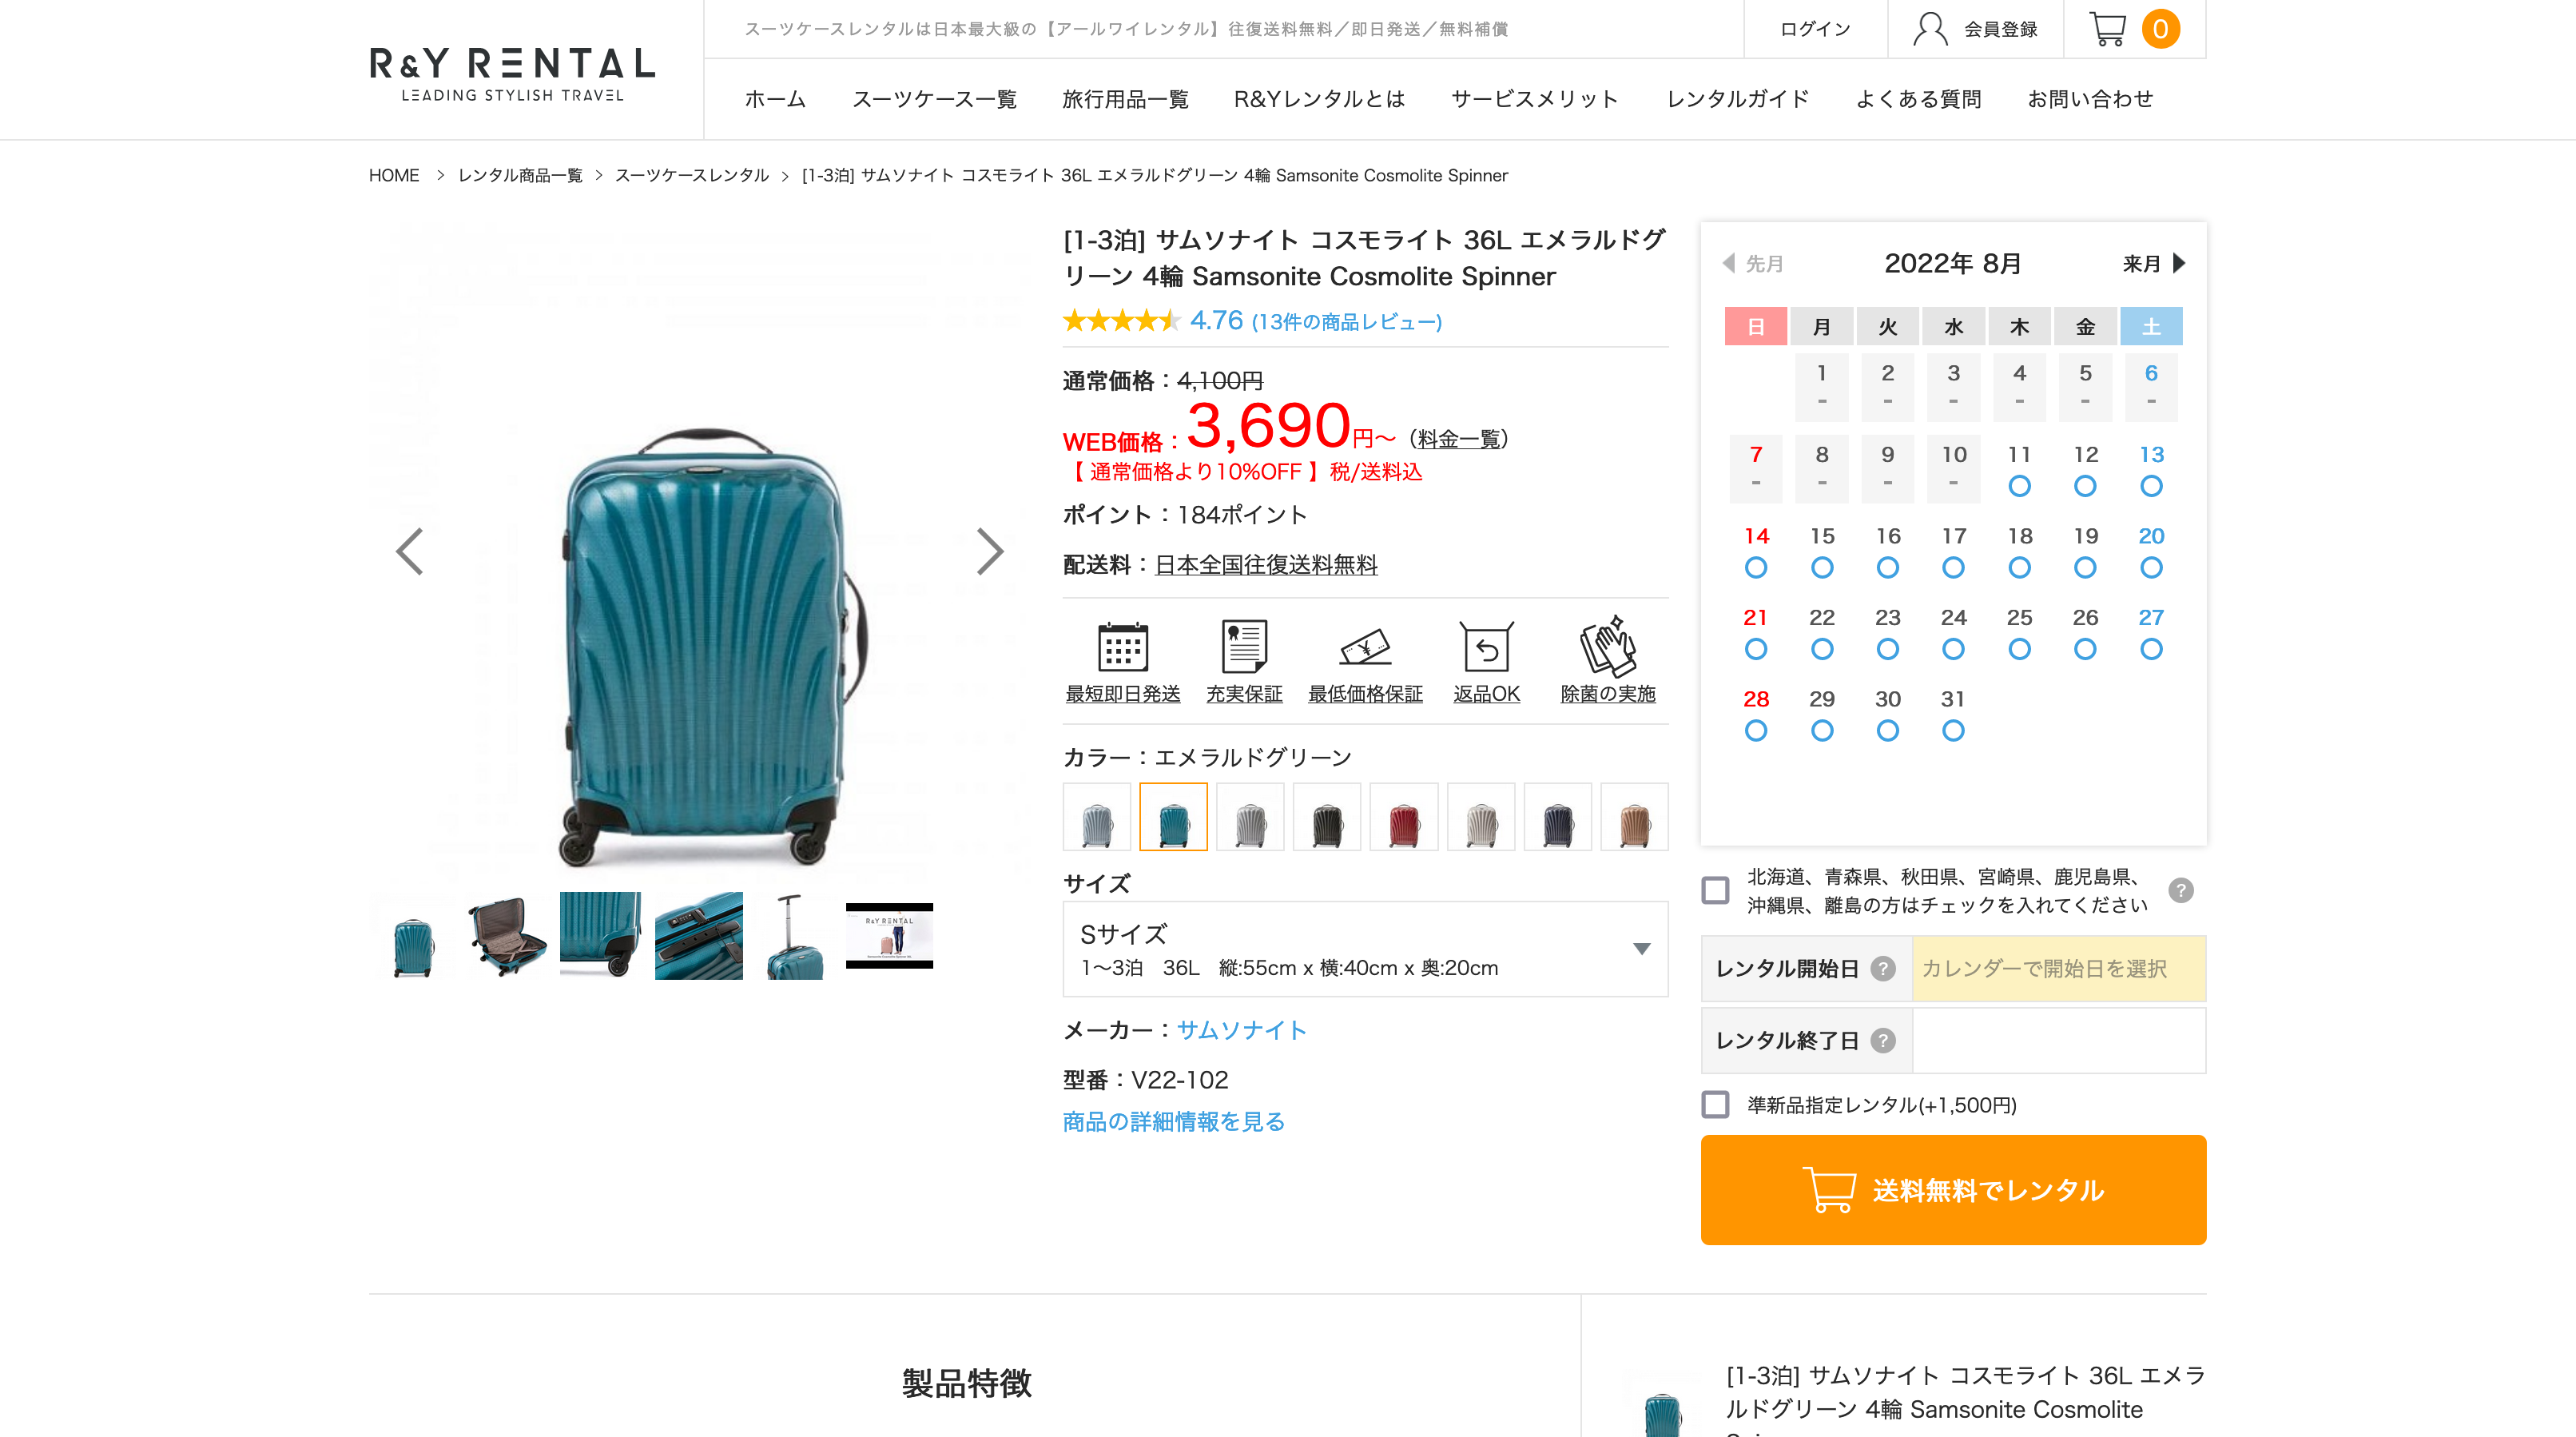 R&Y RENTAL
LEADING STYLISH TRAVEL
スーツケースレンタルは日本最大級の【アールワイレンタル】往復送料無料／即日発送／無料補償
ログイン
会員登録
0
ホーム
スーツケース一覧
旅行用品一覧
R&Yレンタルとは
サービスメリット
レンタルガイド
よくある質問
お問い合わせ
HOME > レンタル商品一覧 > スーツケースレンタル > [1-3泊] サムソナイト コスモライト 36L エメラルドグリーン 4輪 Samsonite Cosmolite Spinner
[1-3泊] サムソナイト コスモライト 36L エメラルドグ
リーン 4輪 Samsonite Cosmolite Spinner
4.76 (13件の商品レビュー)
通常価格：4,100円
WEB価格：3,690円〜（料金一覧）
【 通常価格より10%OFF 】税/送料込
ポイント：184ポイント
配送料：日本全国往復送料無料
最短即日発送
充実保証
最低価格保証
返品OK
除菌の実施
カラー：エメラルドグリーン
サイズ
Sサイズ
1〜3泊 36L 縦:55cm x 横:40cm x 奥:20cm
メーカー：サムソナイト
型番：V22-102
商品の詳細情報を見る
R&Y RENTAL
先月 2022年 8月 来月
日 月 火 水 木 金 土
1 2 3 4 5 6
- - - - - -
7 8 9 10 11 12 13
- - - -
14 15 16 17 18 19 20
21 22 23 24 25 26 27
28 29 30 31
北海道、青森県、秋田県、宮崎県、鹿児島県、
沖縄県、離島の方はチェックを入れてください
?
レンタル開始日 ? カレンダーで開始日を選択
レンタル終了日 ?
準新品指定レンタル(+1,500円)
送料無料でレンタル
製品特徴
[1-3泊] サムソナイト コスモライト 36L エメラ
ルドグリーン 4輪 Samsonite Cosmolite